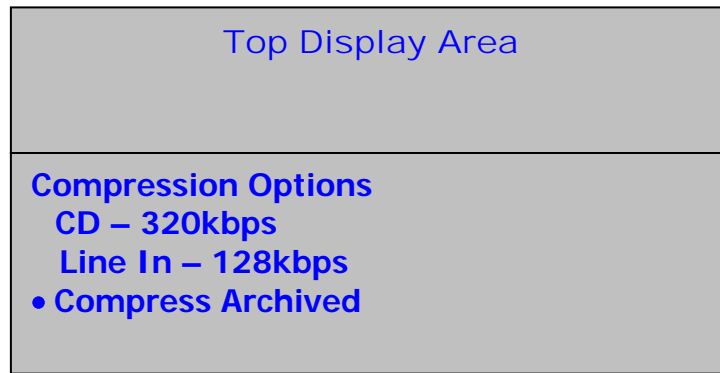 Top Display Area
Compression Options
CD – 320kbps
Line In – 128kbps
• Compress Archived